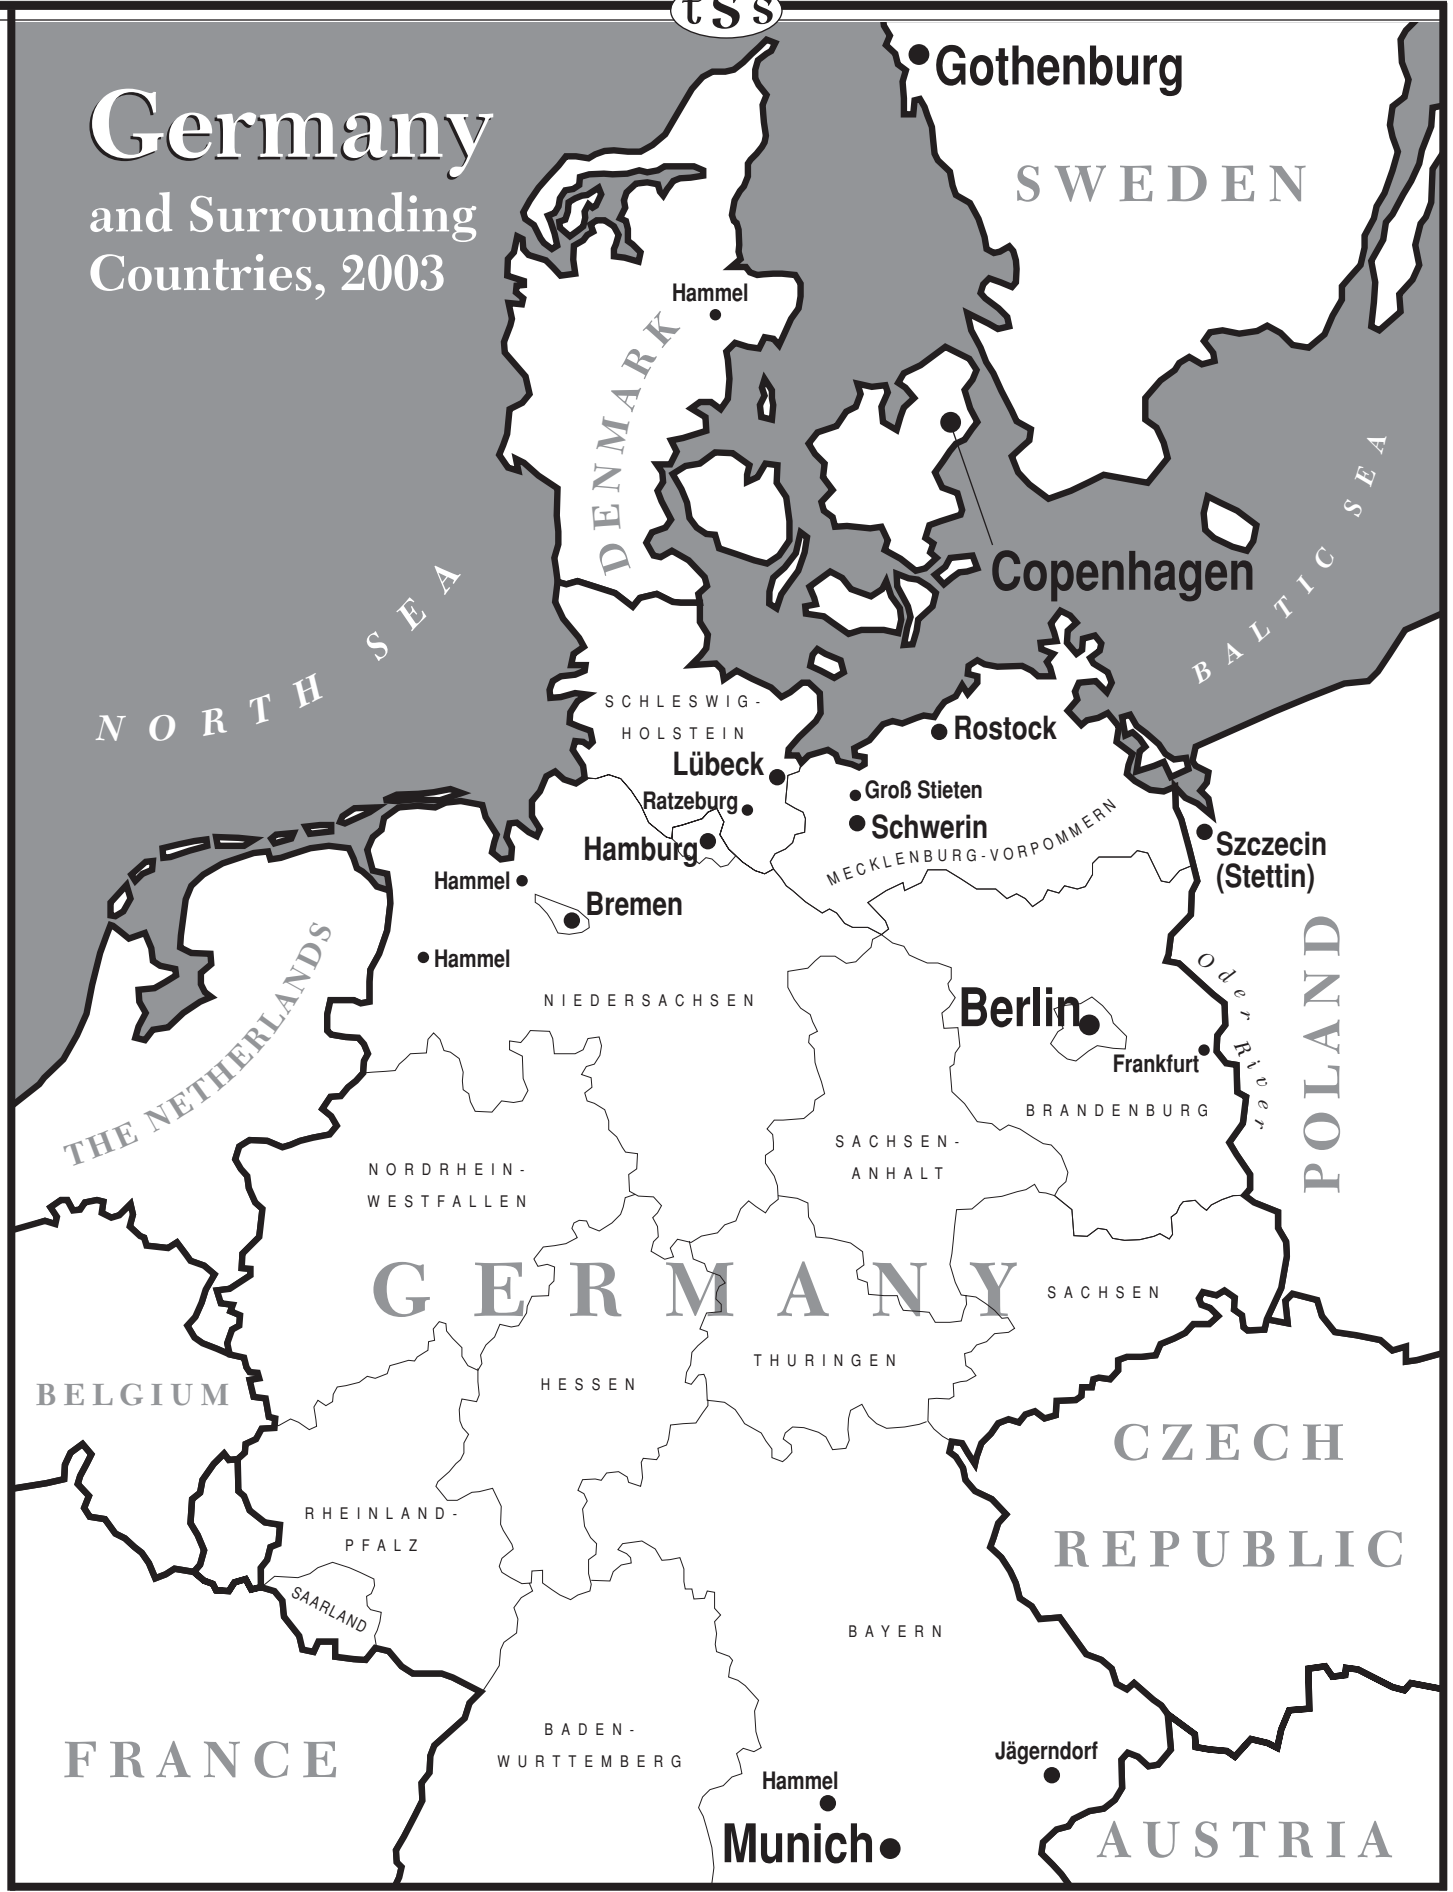 tss
Germany
and Surrounding
Countries, 2003
Gothenburg
SWEDEN
Hammel
DENMARK
Copenhagen
BALTIC SEA
NORTH SEA
SCHLESWIG-
HOLSTEIN
Lübeck
Ratzeburg
Hamburg
Rostock
Groß Stieten
Schwerin
MECKLENBURG-VORPOMMERN
Szczecin
(Stettin)
Hammel
Bremen
Hammel
NIEDERSACHSEN
THE NETHERLANDS
Berlin
Frankfurt
Oder River
POLAND
BRANDENBURG
SACHSEN-
ANHALT
NORDRHEIN-
WESTFALLEN
GERMANY
SACHSEN
THURINGEN
HESSEN
BELGIUM
CZECH
REPUBLIC
RHEINLAND-
PFALZ
SAARLAND
BAYERN
FRANCE
BADEN-
WURTTEMBERG
Jägerndorf
Hammel
Munich
AUSTRIA